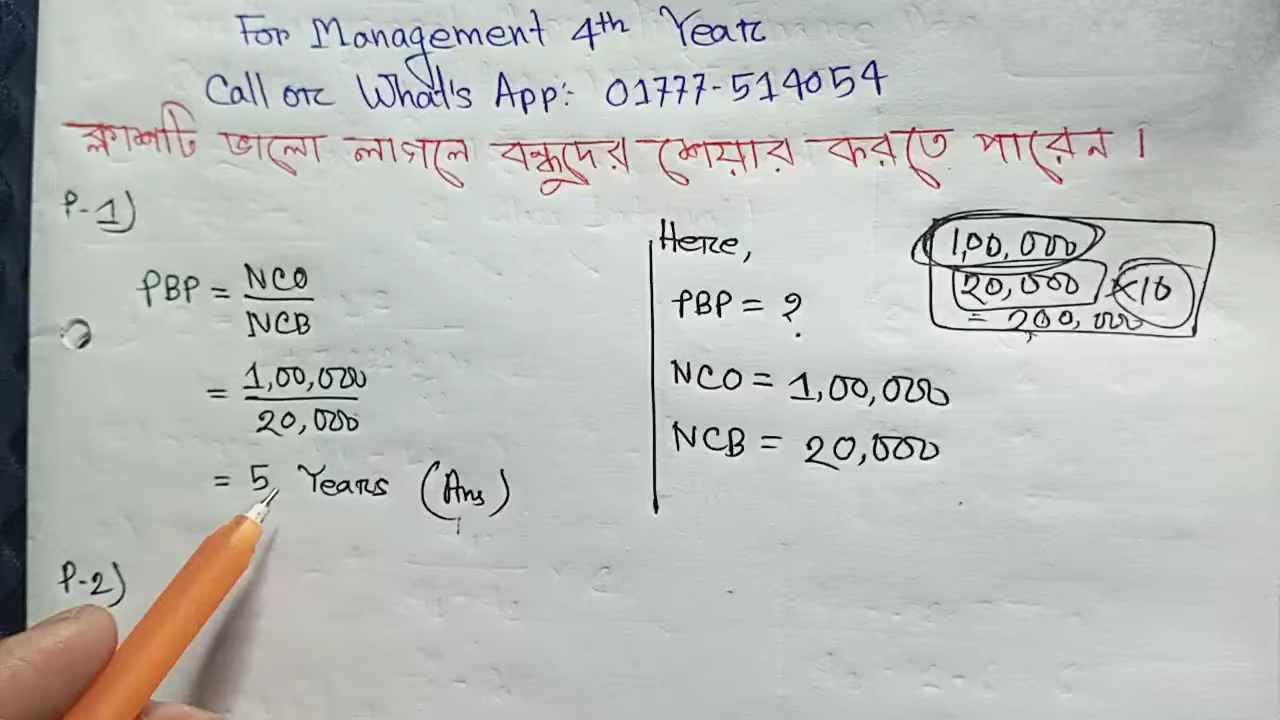 For Management 4th Year
Call or What's App:- 01777-514054
ক্লাশটি ভালো লাগলে বন্ধুদের শেয়ার করতে পারেন।
P-1)
PBP = NCO
NCB
= 1,00,000
20,000
= 5 Years (Ans)
Here,
PBP = ?
NCO = 1,00,000
NCB = 20,000
1,00,000
20,000 ×10
= 200,000
P-2)